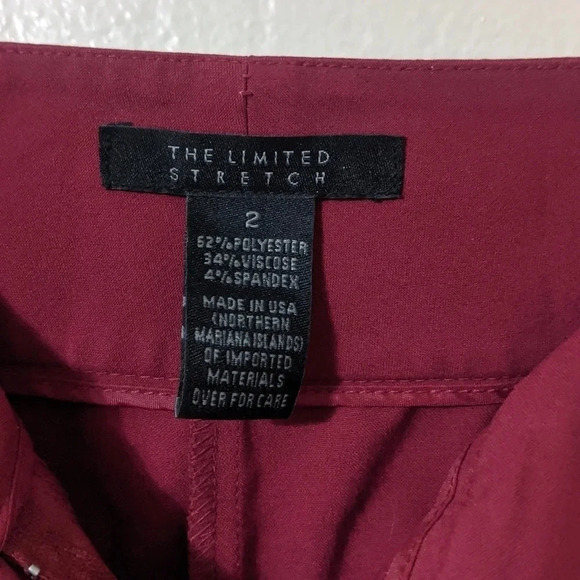 THE LIMITED
STRETCH
2
62%POLYESTER
34%VISCOSE
4%SPANDEX
MADE IN USA
(NORTHERN
MARIANA ISLANDS)
OF IMPORTED
MATERIALS
OVER FOR CARE